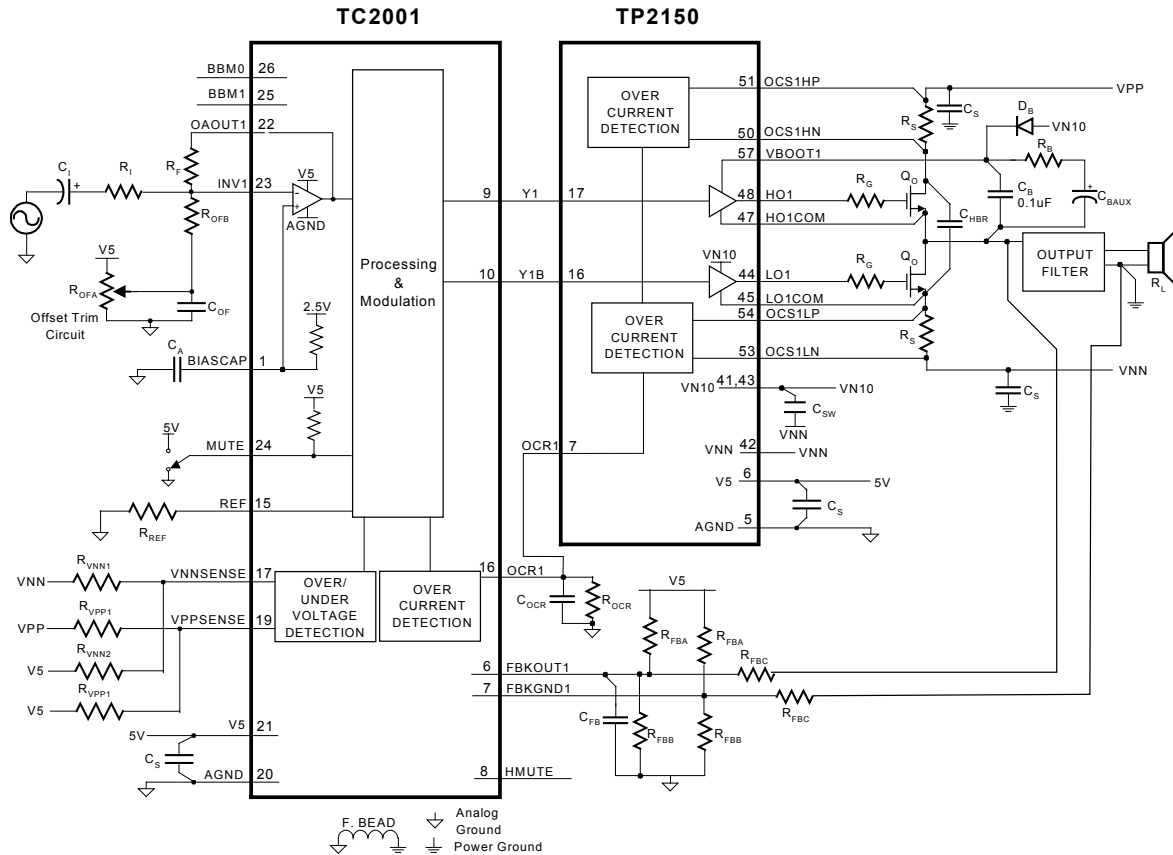 TC2001
TP2150
BBM0 26
BBM1 25
OAOUT1 22
C_I + R_I
R_F
INV1 23
V5
- +
AGND
R_OFB
V5
R_OFA
C_OF
Offset Trim
Circuit
2.5V
C_A
BIASCAP 1
V5
5V
MUTE 24
REF 15
R_REF
R_VNN1
VNN
VNNSENSE 17
R_VPP1
VPP
VPPSENSE 19
R_VNN2
V5
R_VPP1
V5
V5 21
5V
C_S
AGND 20
Processing
&
Modulation
OVER/
UNDER
VOLTAGE
DETECTION
OVER
CURRENT
DETECTION
9 Y1 17
10 Y1B 16
16 OCR1
C_OCR
R_OCR
6 FBKOUT1
7 FBKGND1
8 HMUTE
OCR1 7
OVER
CURRENT
DETECTION
OVER
CURRENT
DETECTION
VN10
51 OCS1HP
50 OCS1HN
57 VBOOT1
48 HO1
47 HO1COM
44 LO1
45 LO1COM
54 OCS1LP
53 OCS1LN
VN10 41,43 VN10
C_SW
VNN
VNN 42 VNN
V6 6 5V
C_S
AGND 5
VPP
C_S
R_S
D_B
VN10
R_B
R_G
Q_O
C_HBR
C_B
0.1uF
+ C_BAUX
R_G
Q_O
OUTPUT
FILTER
R_L
R_S
VNN
C_S
V5
R_FBA
R_FBA
R_FBC
R_FBC
C_FB
R_FBB
R_FBB
F. BEAD
Analog
Ground
Power Ground